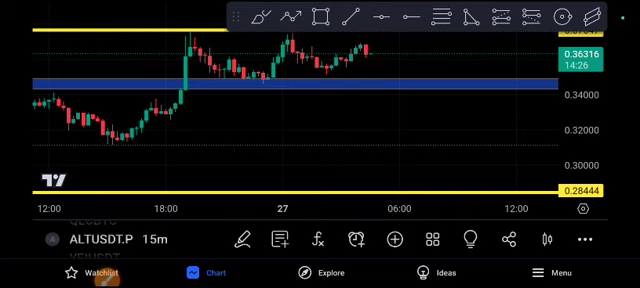 0.36316
14:26
0.34000
0.32000
0.30000
0.28444
12:00 18:00 27 06:00 12:00
ALTUSDT.P 15m
Watchlist Chart Explore Ideas Menu